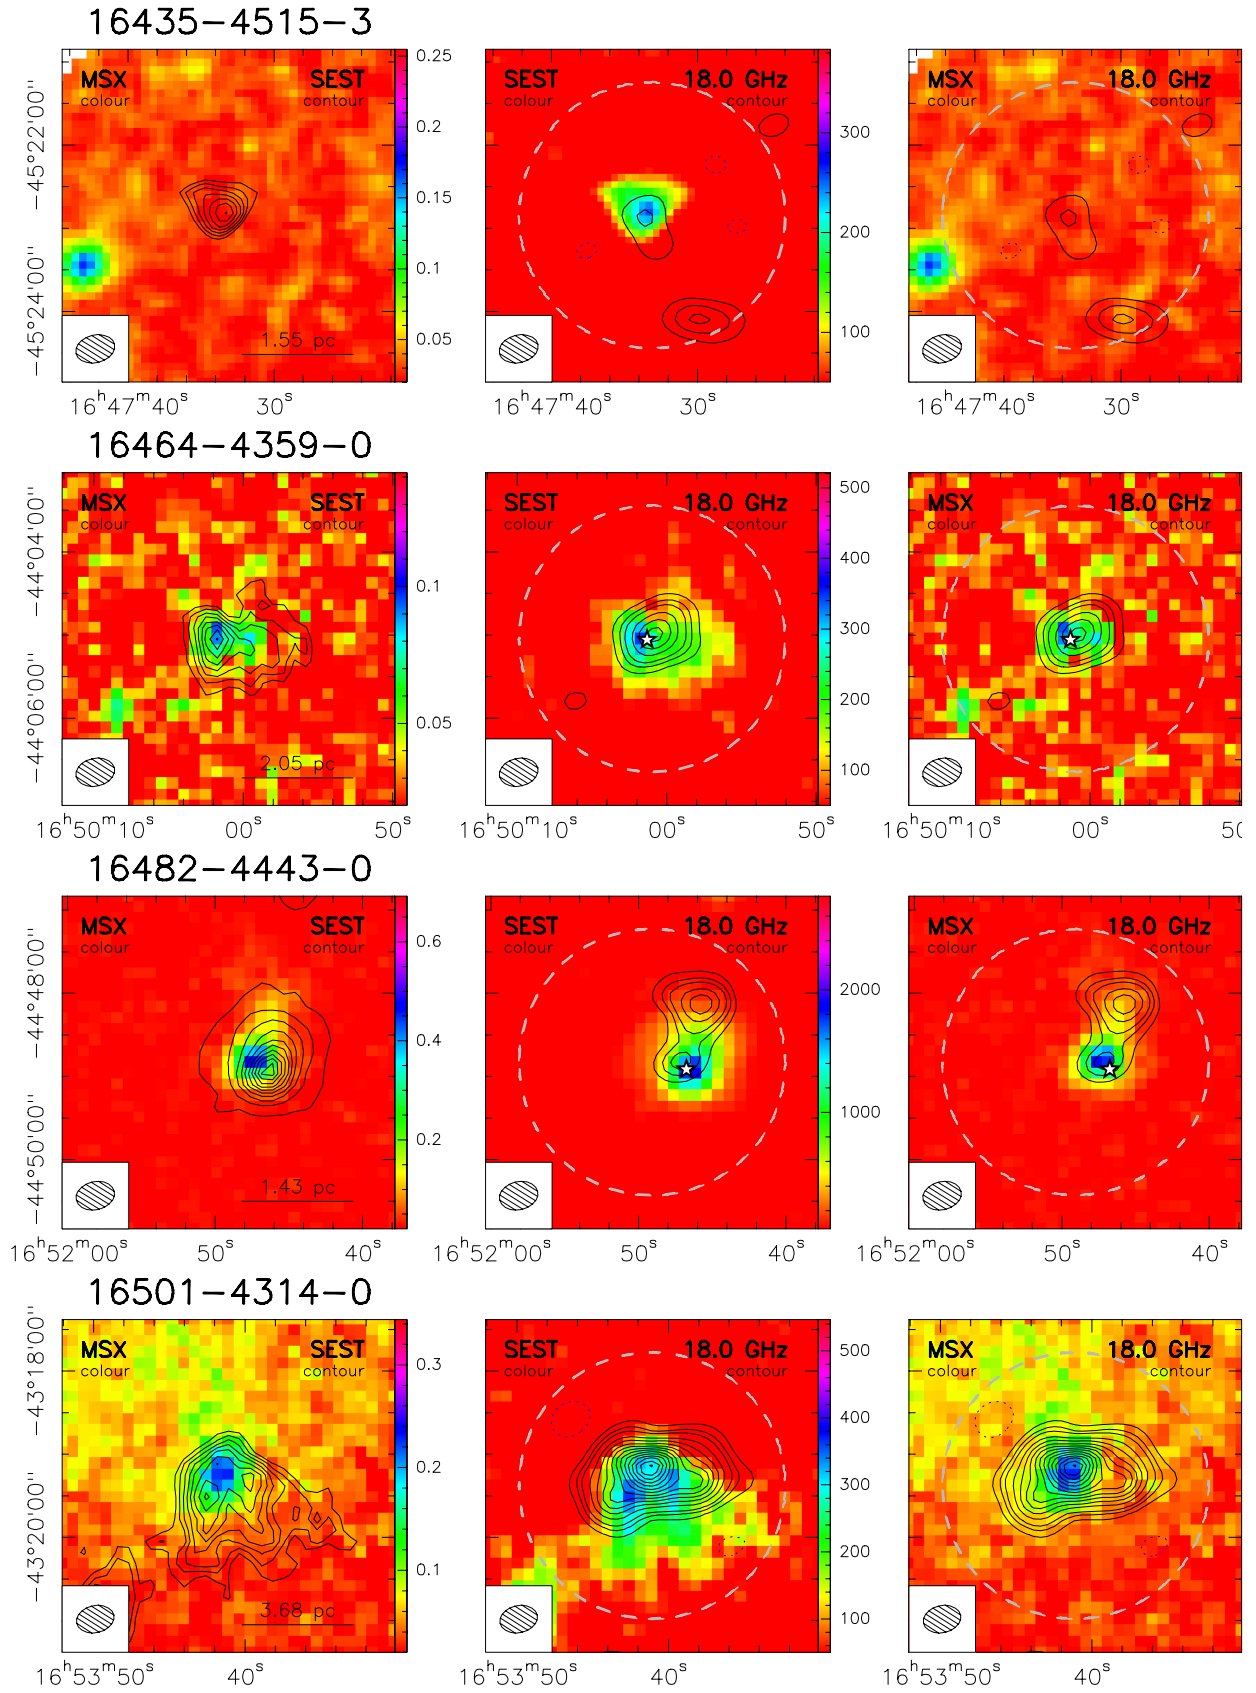 16435−4515−3
MSX SEST
colour contour
SEST 18.0 GHz
colour contour
MSX 18.0 GHz
colour contour
−45°22'00"
−45°24'00"
0.25
0.2
0.15
0.1
0.05
300
200
100
1.55 pc
16ʰ47ᵐ40ˢ 30ˢ
16ʰ47ᵐ40ˢ 30ˢ
16ʰ47ᵐ40ˢ 30ˢ
16464−4359−0
MSX SEST
colour contour
SEST 18.0 GHz
colour contour
MSX 18.0 GHz
colour contour
−44°04'00"
−44°06'00"
0.1
0.05
500
400
300
200
100
2.05 pc
16ʰ50ᵐ10ˢ 00ˢ 50ˢ
16ʰ50ᵐ10ˢ 00ˢ 50ˢ
16ʰ50ᵐ10ˢ 00ˢ
16482−4443−0
MSX SEST
colour contour
SEST 18.0 GHz
colour contour
MSX 18.0 GHz
colour contour
−44°48'00"
−44°50'00"
0.6
0.4
0.2
2000
1000
1.43 pc
16ʰ52ᵐ00ˢ 50ˢ 40ˢ
16ʰ52ᵐ00ˢ 50ˢ 40ˢ
16ʰ52ᵐ00ˢ 50ˢ 40ˢ
16501−4314−0
MSX SEST
colour contour
SEST 18.0 GHz
colour contour
MSX 18.0 GHz
colour contour
−43°18'00"
−43°20'00"
0.3
0.2
0.1
500
400
300
200
100
3.68 pc
16ʰ53ᵐ50ˢ 40ˢ
16ʰ53ᵐ50ˢ 40ˢ
16ʰ53ᵐ50ˢ 40ˢ